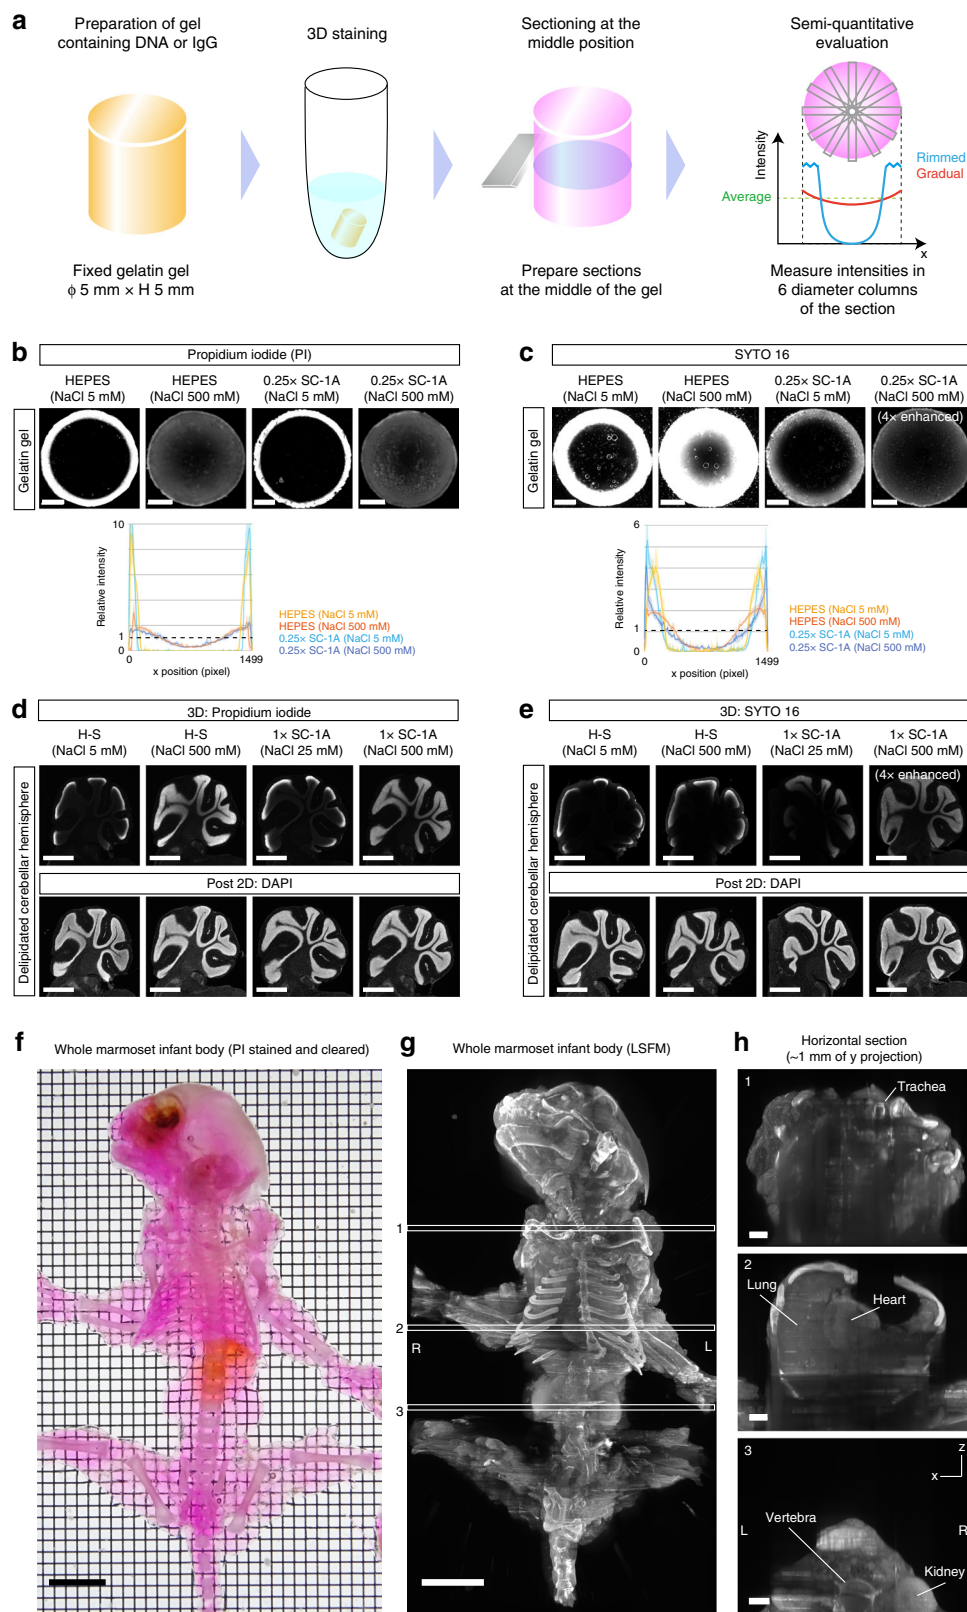 a
Preparation of gel
containing DNA or IgG
3D staining
Sectioning at the
middle position
Semi-quantitative
evaluation
Fixed gelatin gel
ϕ 5 mm × H 5 mm
Prepare sections
at the middle of the gel
Intensity
Rimmed
Gradual
Average
x
Measure intensities in
6 diameter columns
of the section
b
Propidium iodide (PI)
HEPES
(NaCl 5 mM)
HEPES
(NaCl 500 mM)
0.25× SC-1A
(NaCl 5 mM)
0.25× SC-1A
(NaCl 500 mM)
Gelatin gel
Relative intensity
10
1
0
1499
x position (pixel)
HEPES (NaCl 5 mM)
HEPES (NaCl 500 mM)
0.25× SC-1A (NaCl 5 mM)
0.25× SC-1A (NaCl 500 mM)
c
SYTO 16
HEPES
(NaCl 5 mM)
HEPES
(NaCl 500 mM)
0.25× SC-1A
(NaCl 5 mM)
0.25× SC-1A
(NaCl 500 mM)
(4× enhanced)
Gelatin gel
Relative intensity
6
1
0
0
1499
x position (pixel)
HEPES (NaCl 5 mM)
HEPES (NaCl 500 mM)
0.25× SC-1A (NaCl 5 mM)
0.25× SC-1A (NaCl 500 mM)
d
3D: Propidium iodide
H-S
(NaCl 5 mM)
H-S
(NaCl 500 mM)
1× SC-1A
(NaCl 25 mM)
1× SC-1A
(NaCl 500 mM)
Delipidated cerebellar hemisphere
Post 2D: DAPI
e
3D: SYTO 16
H-S
(NaCl 5 mM)
H-S
(NaCl 500 mM)
1× SC-1A
(NaCl 25 mM)
1× SC-1A
(NaCl 500 mM)
(4× enhanced)
Delipidated cerebellar hemisphere
Post 2D: DAPI
f
Whole marmoset infant body (PI stained and cleared)
g
Whole marmoset infant body (LSFM)
1
2
R
L
3
h
Horizontal section
(~1 mm of y projection)
1
Trachea
2
Lung
Heart
3
z
x
L
R
Vertebra
Kidney